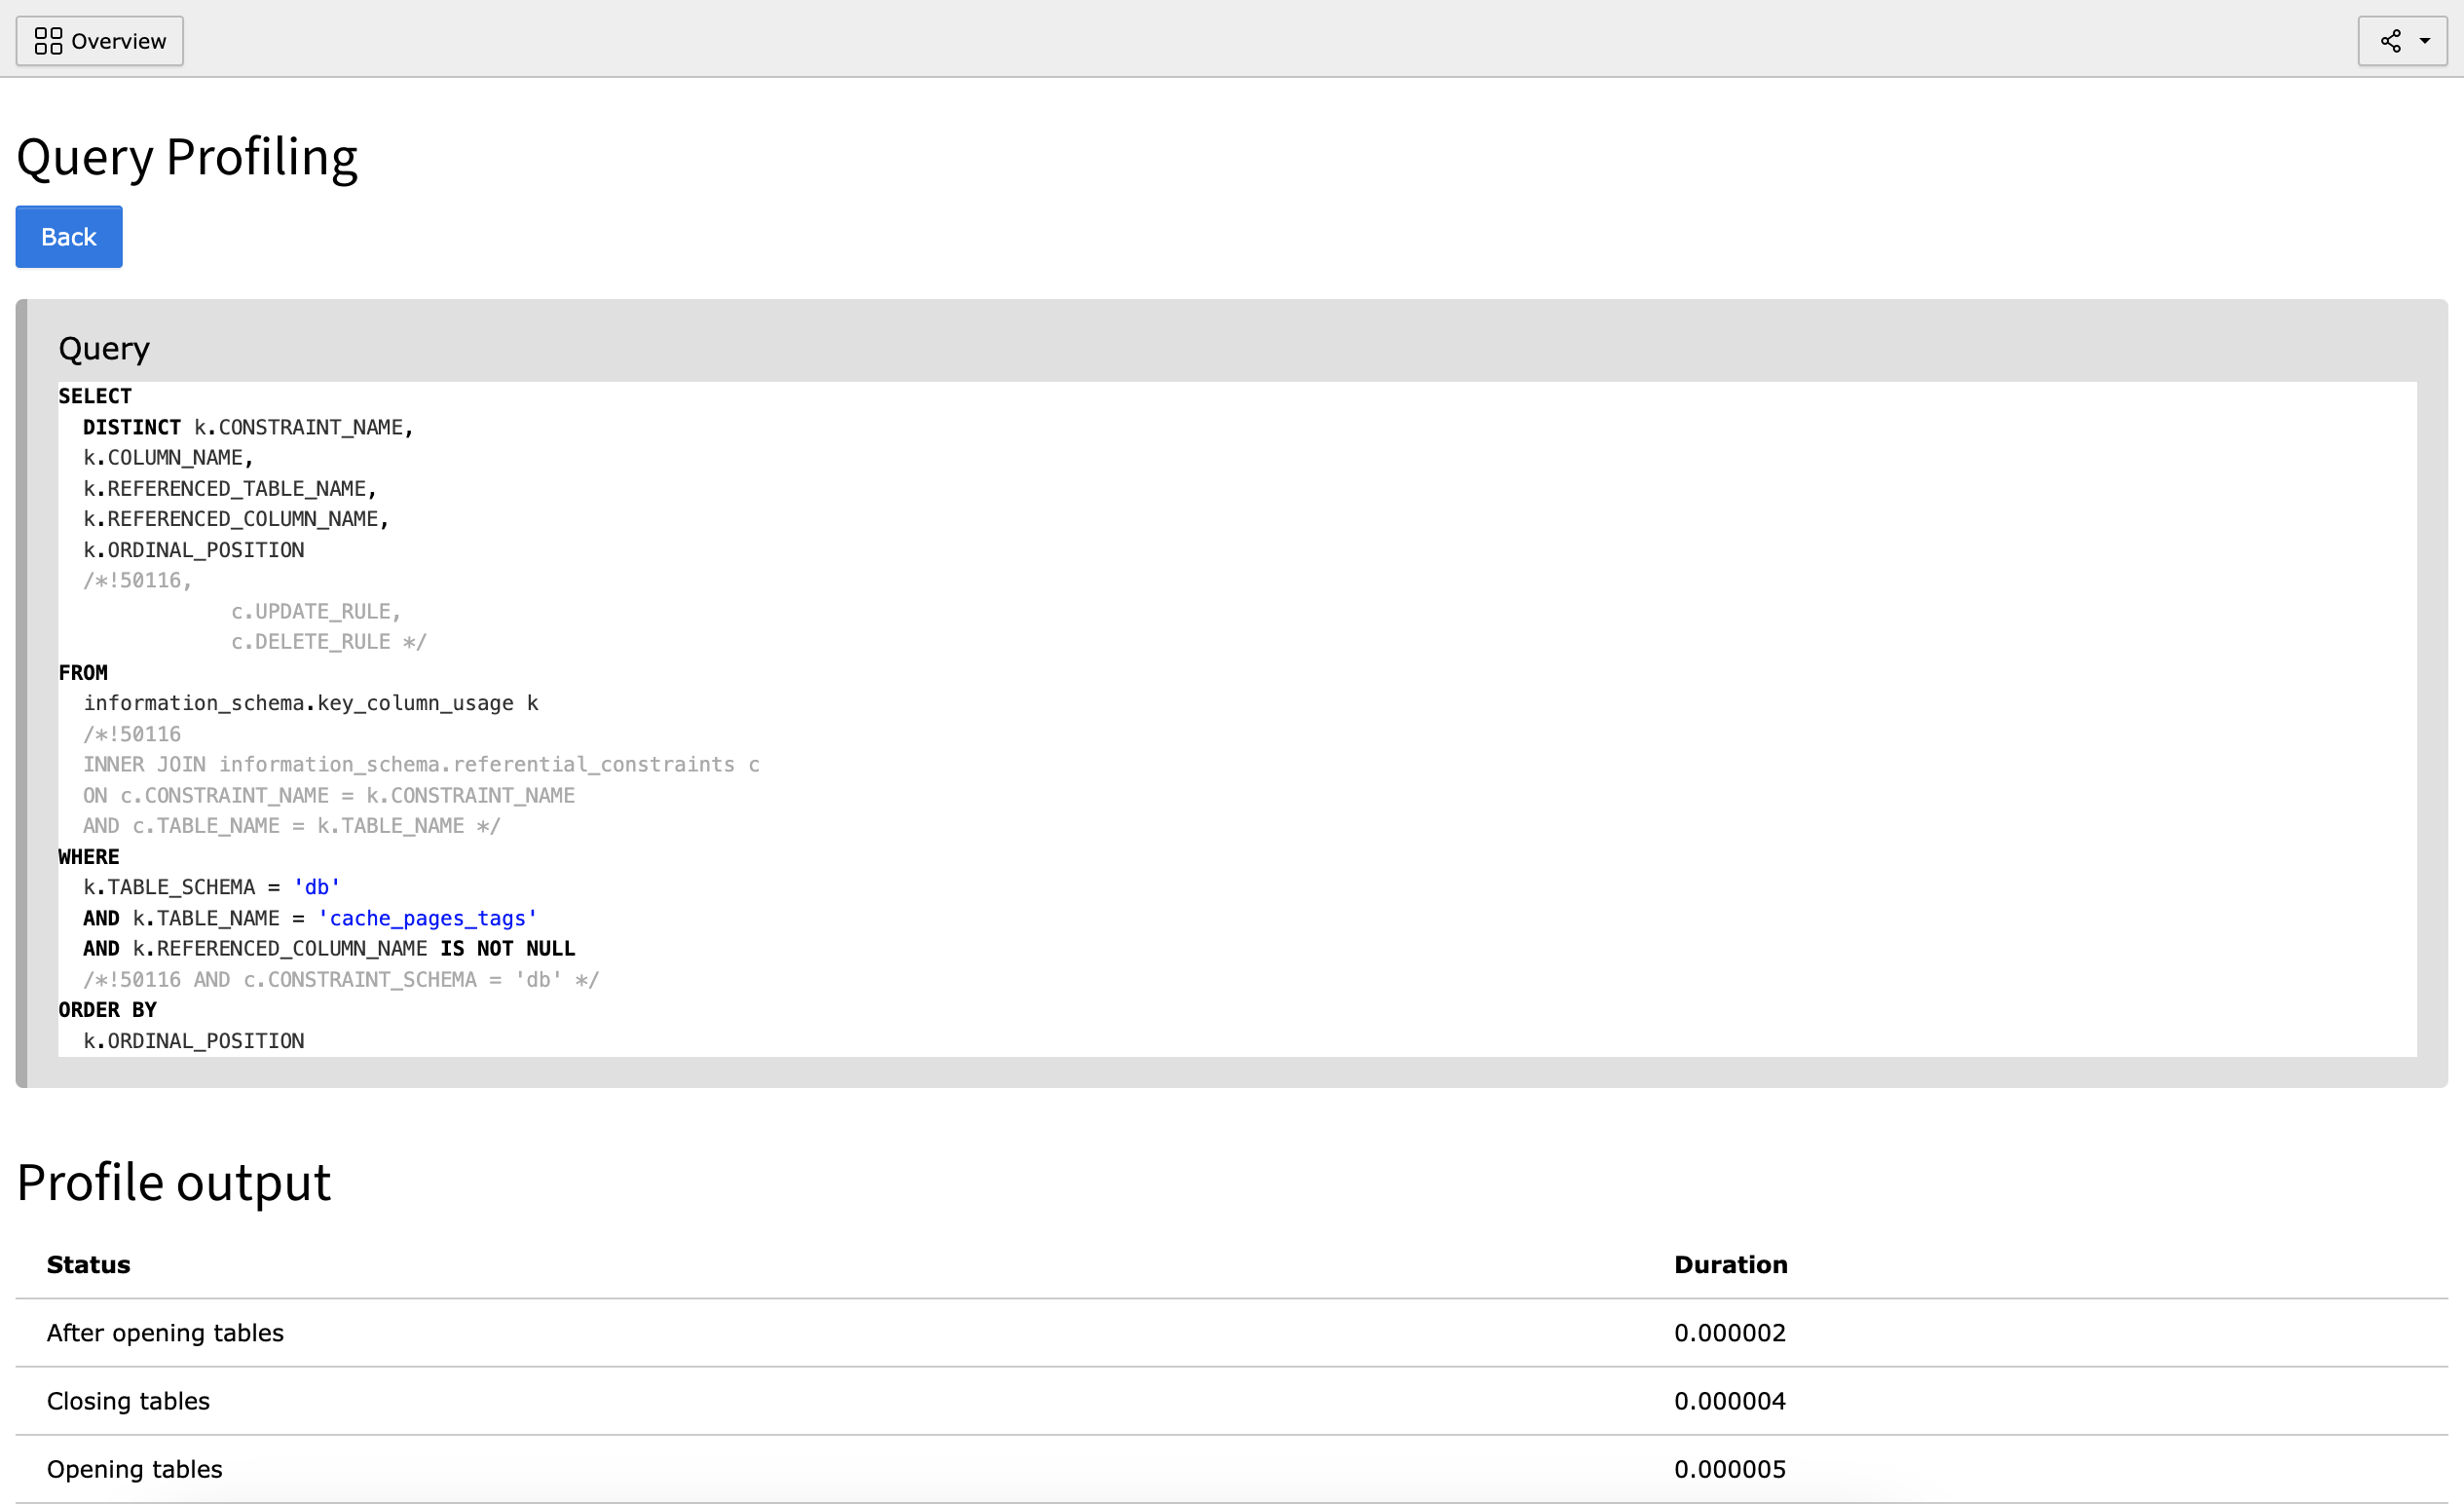 Overview
Query Profiling
Back
Query
SELECT
  DISTINCT k.CONSTRAINT_NAME,
  k.COLUMN_NAME,
  k.REFERENCED_TABLE_NAME,
  k.REFERENCED_COLUMN_NAME,
  k.ORDINAL_POSITION
  /*!50116,
              c.UPDATE_RULE,
              c.DELETE_RULE */
FROM
  information_schema.key_column_usage k
  /*!50116
  INNER JOIN information_schema.referential_constraints c
  ON c.CONSTRAINT_NAME = k.CONSTRAINT_NAME
  AND c.TABLE_NAME = k.TABLE_NAME */
WHERE
  k.TABLE_SCHEMA = 'db'
  AND k.TABLE_NAME = 'cache_pages_tags'
  AND k.REFERENCED_COLUMN_NAME IS NOT NULL
  /*!50116 AND c.CONSTRAINT_SCHEMA = 'db' */
ORDER BY
  k.ORDINAL_POSITION
Profile output
Status Duration
After opening tables 0.000002
Closing tables 0.000004
Opening tables 0.000005